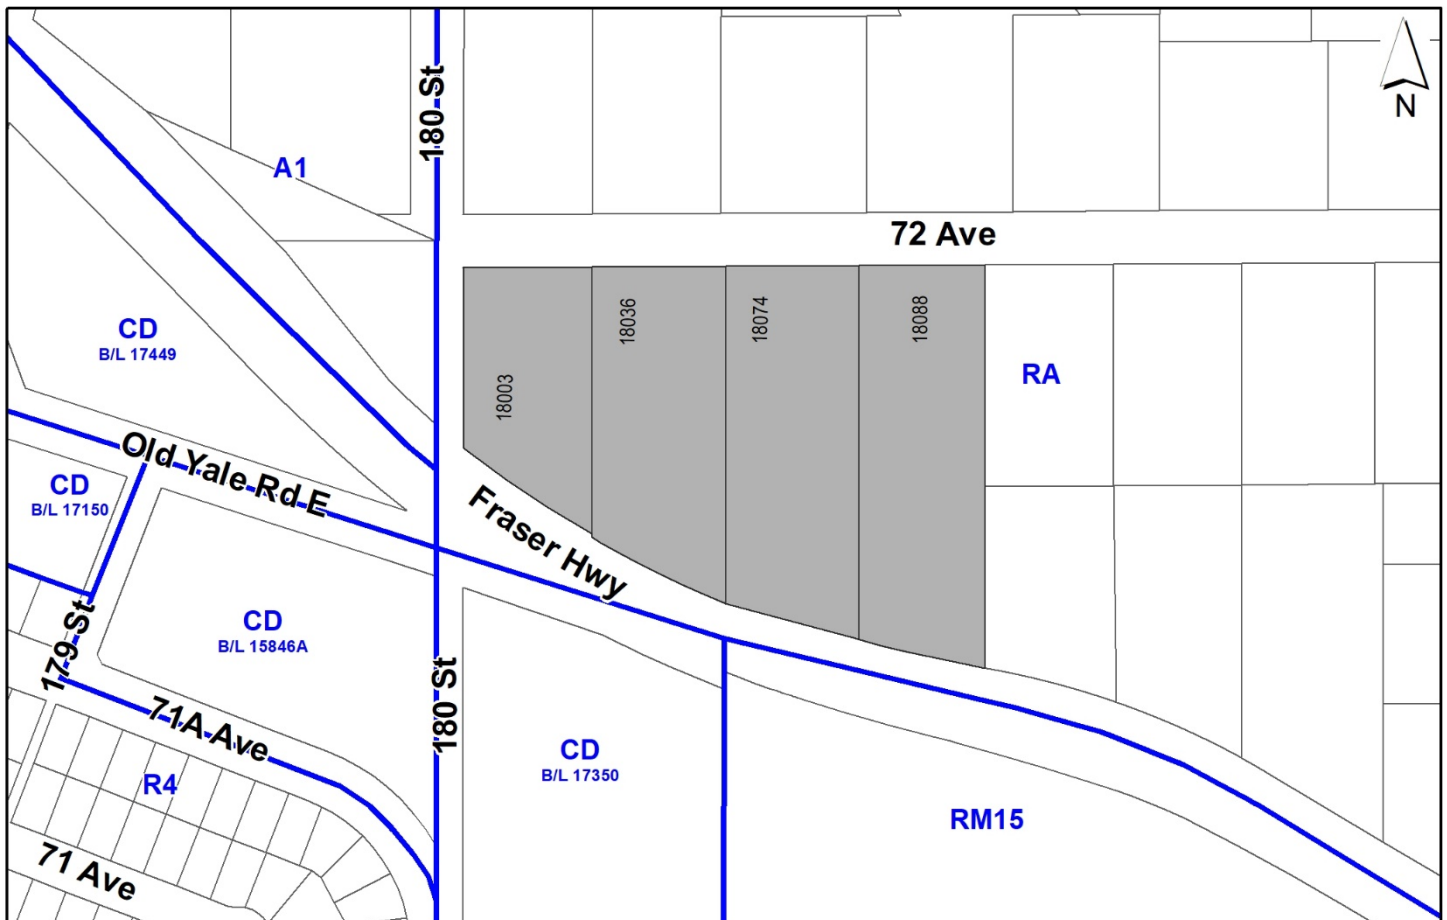 180 St
N
A1
72 Ave
18036
18074
18088
CD
B/L 17449
RA
18003
Old Yale Rd E
CD
B/L 17150
Fraser Hwy
CD
B/L 15846A
179 St
180 St
71A Ave
CD
B/L 17350
R4
RM15
71 Ave